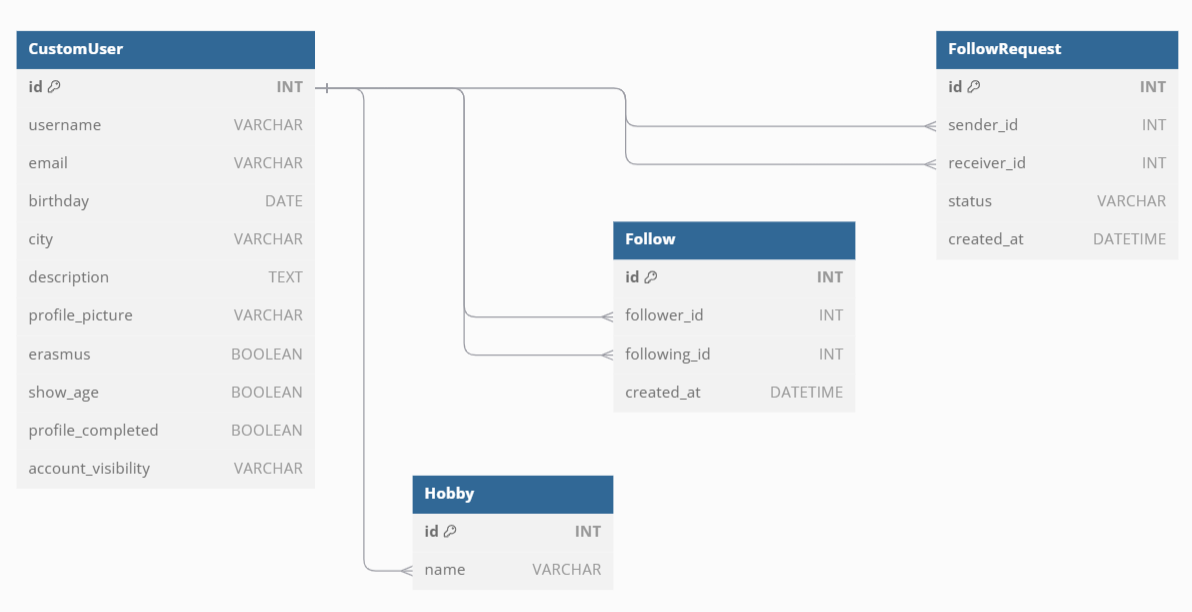 CustomUser
id INT
username VARCHAR
email VARCHAR
birthday DATE
city VARCHAR
description TEXT
profile_picture VARCHAR
erasmus BOOLEAN
show_age BOOLEAN
profile_completed BOOLEAN
account_visibility VARCHAR
FollowRequest
id INT
sender_id INT
receiver_id INT
status VARCHAR
created_at DATETIME
Follow
id INT
follower_id INT
following_id INT
created_at DATETIME
Hobby
id INT
name VARCHAR